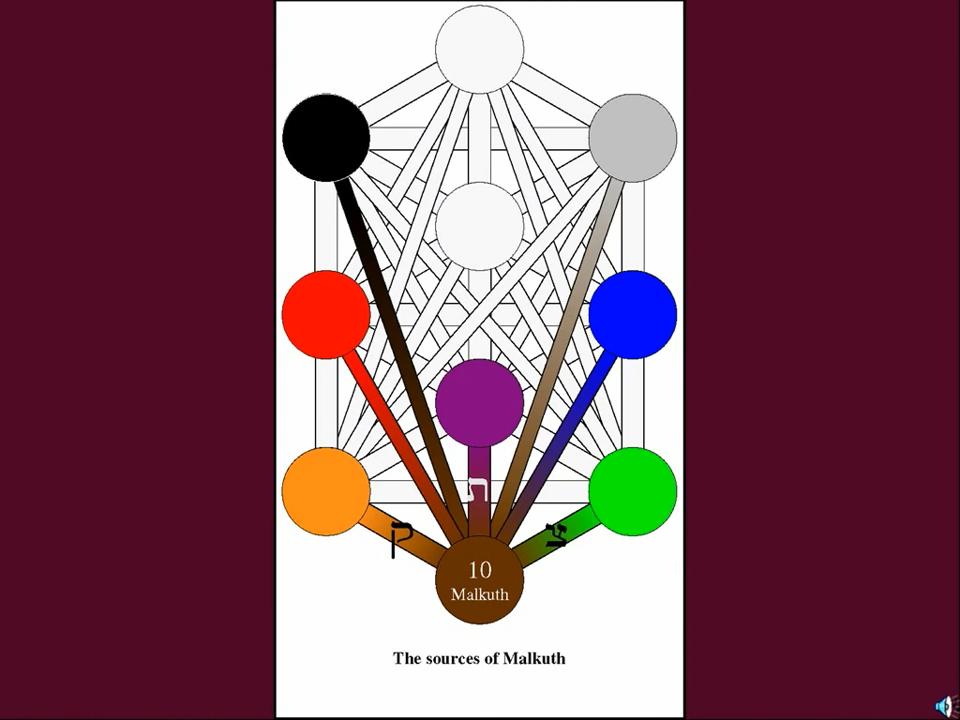 ת
ק
צ
10
Malkuth
The sources of Malkuth